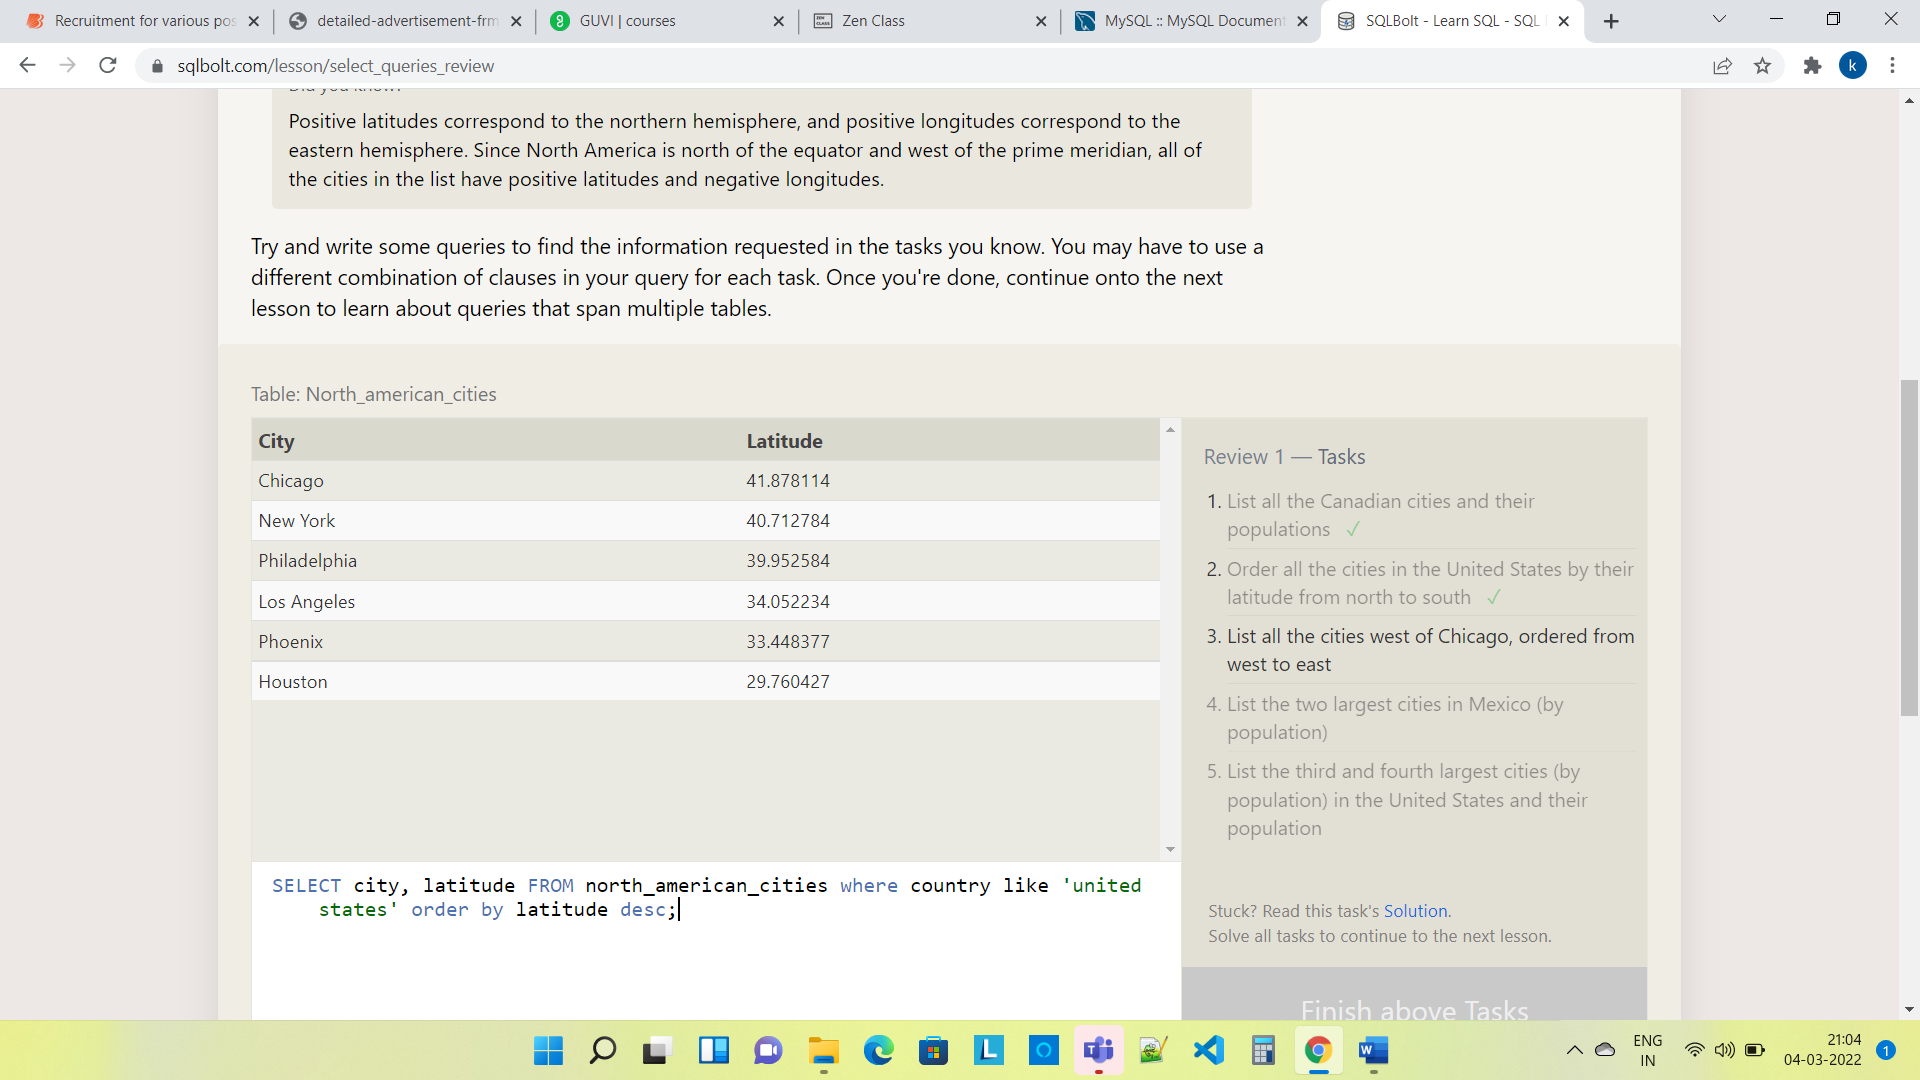 Recruitment for various pos
detailed-advertisement-frm
GUVI | courses
Zen Class
MySQL :: MySQL Document
SQLBolt - Learn SQL - SQL
sqlbolt.com/lesson/select_queries_review
k
Did you know?
Positive latitudes correspond to the northern hemisphere, and positive longitudes correspond to the
eastern hemisphere. Since North America is north of the equator and west of the prime meridian, all of
the cities in the list have positive latitudes and negative longitudes.
Try and write some queries to find the information requested in the tasks you know. You may have to use a
different combination of clauses in your query for each task. Once you're done, continue onto the next
lesson to learn about queries that span multiple tables.
Table: North_american_cities
City Latitude
Chicago 41.878114
New York 40.712784
Philadelphia 39.952584
Los Angeles 34.052234
Phoenix 33.448377
Houston 29.760427
SELECT city, latitude FROM north_american_cities where country like 'united
states' order by latitude desc;
Review 1 — Tasks
1. List all the Canadian cities and their
populations ✓
2. Order all the cities in the United States by their
latitude from north to south ✓
3. List all the cities west of Chicago, ordered from
west to east
4. List the two largest cities in Mexico (by
population)
5. List the third and fourth largest cities (by
population) in the United States and their
population
Stuck? Read this task's Solution.
Solve all tasks to continue to the next lesson.
Finish above Tasks
ENG
IN
21:04
04-03-2022
1